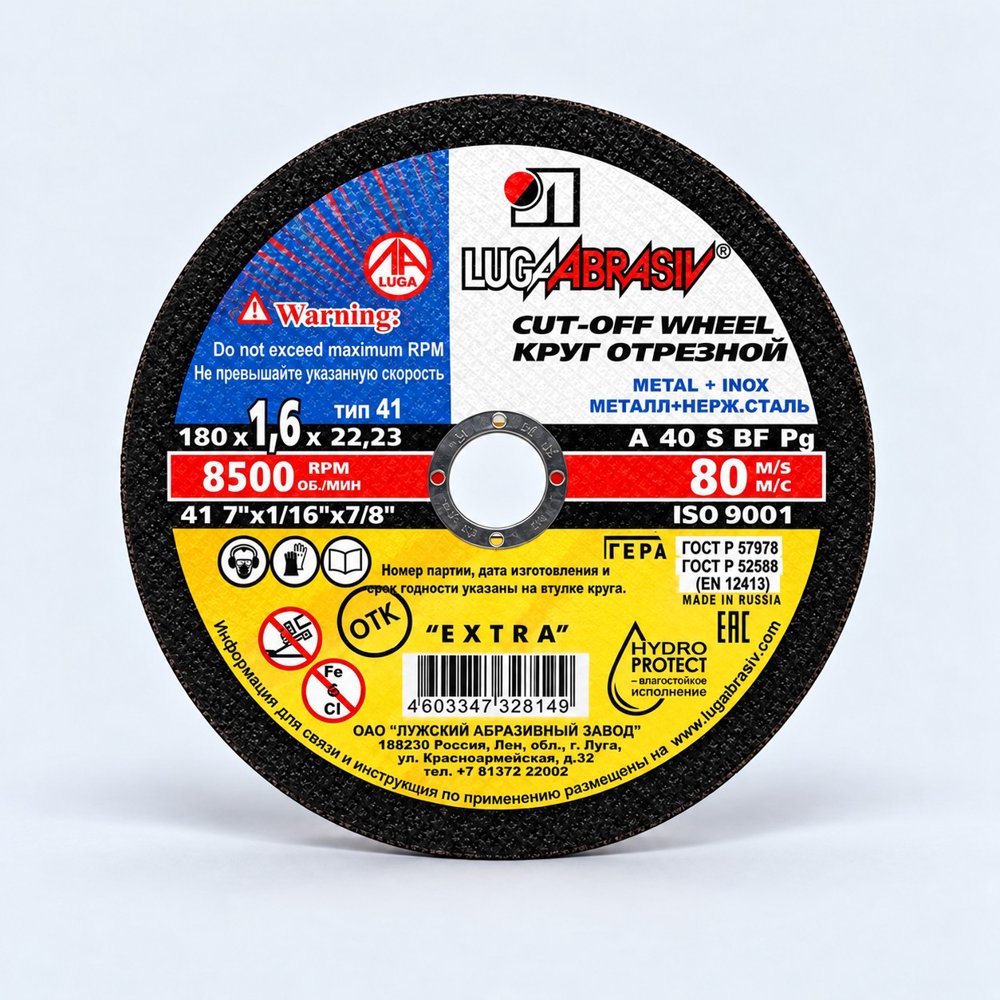 LUGAABRASIV®
LUGA
Warning:
Do not exceed maximum RPM
Не превышайте указанную скорость
CUT-OFF WHEEL
КРУГ ОТРЕЗНОЙ
METAL + INOX
МЕТАЛЛ+НЕРЖ.СТАЛЬ
тип 41
180 x 1,6 x 22,23
A 40 S BF Pg
8500 RPM
ОБ./МИН
80 M/S
М/С
41 7"x1/16"x7/8"
ISO 9001
ГЕРА
ГОСТ Р 57978
ГОСТ Р 52588
(EN 12413)
MADE IN RUSSIA
EAC
Номер партии, дата изготовления и
срок годности указаны на втулке круга.
ОТК
"EXTRA"
HYDRO
PROTECT
– влагостойкое
исполнение
Fe
Cl
4603347 328149
ОАО "ЛУЖСКИЙ АБРАЗИВНЫЙ ЗАВОД"
188230 Россия, Лен, обл., г. Луга,
ул. Красноармейская, д.32
тел. +7 81372 22002
Информация для связи и инструкция по применению размещены на www.lugaabrasiv.com